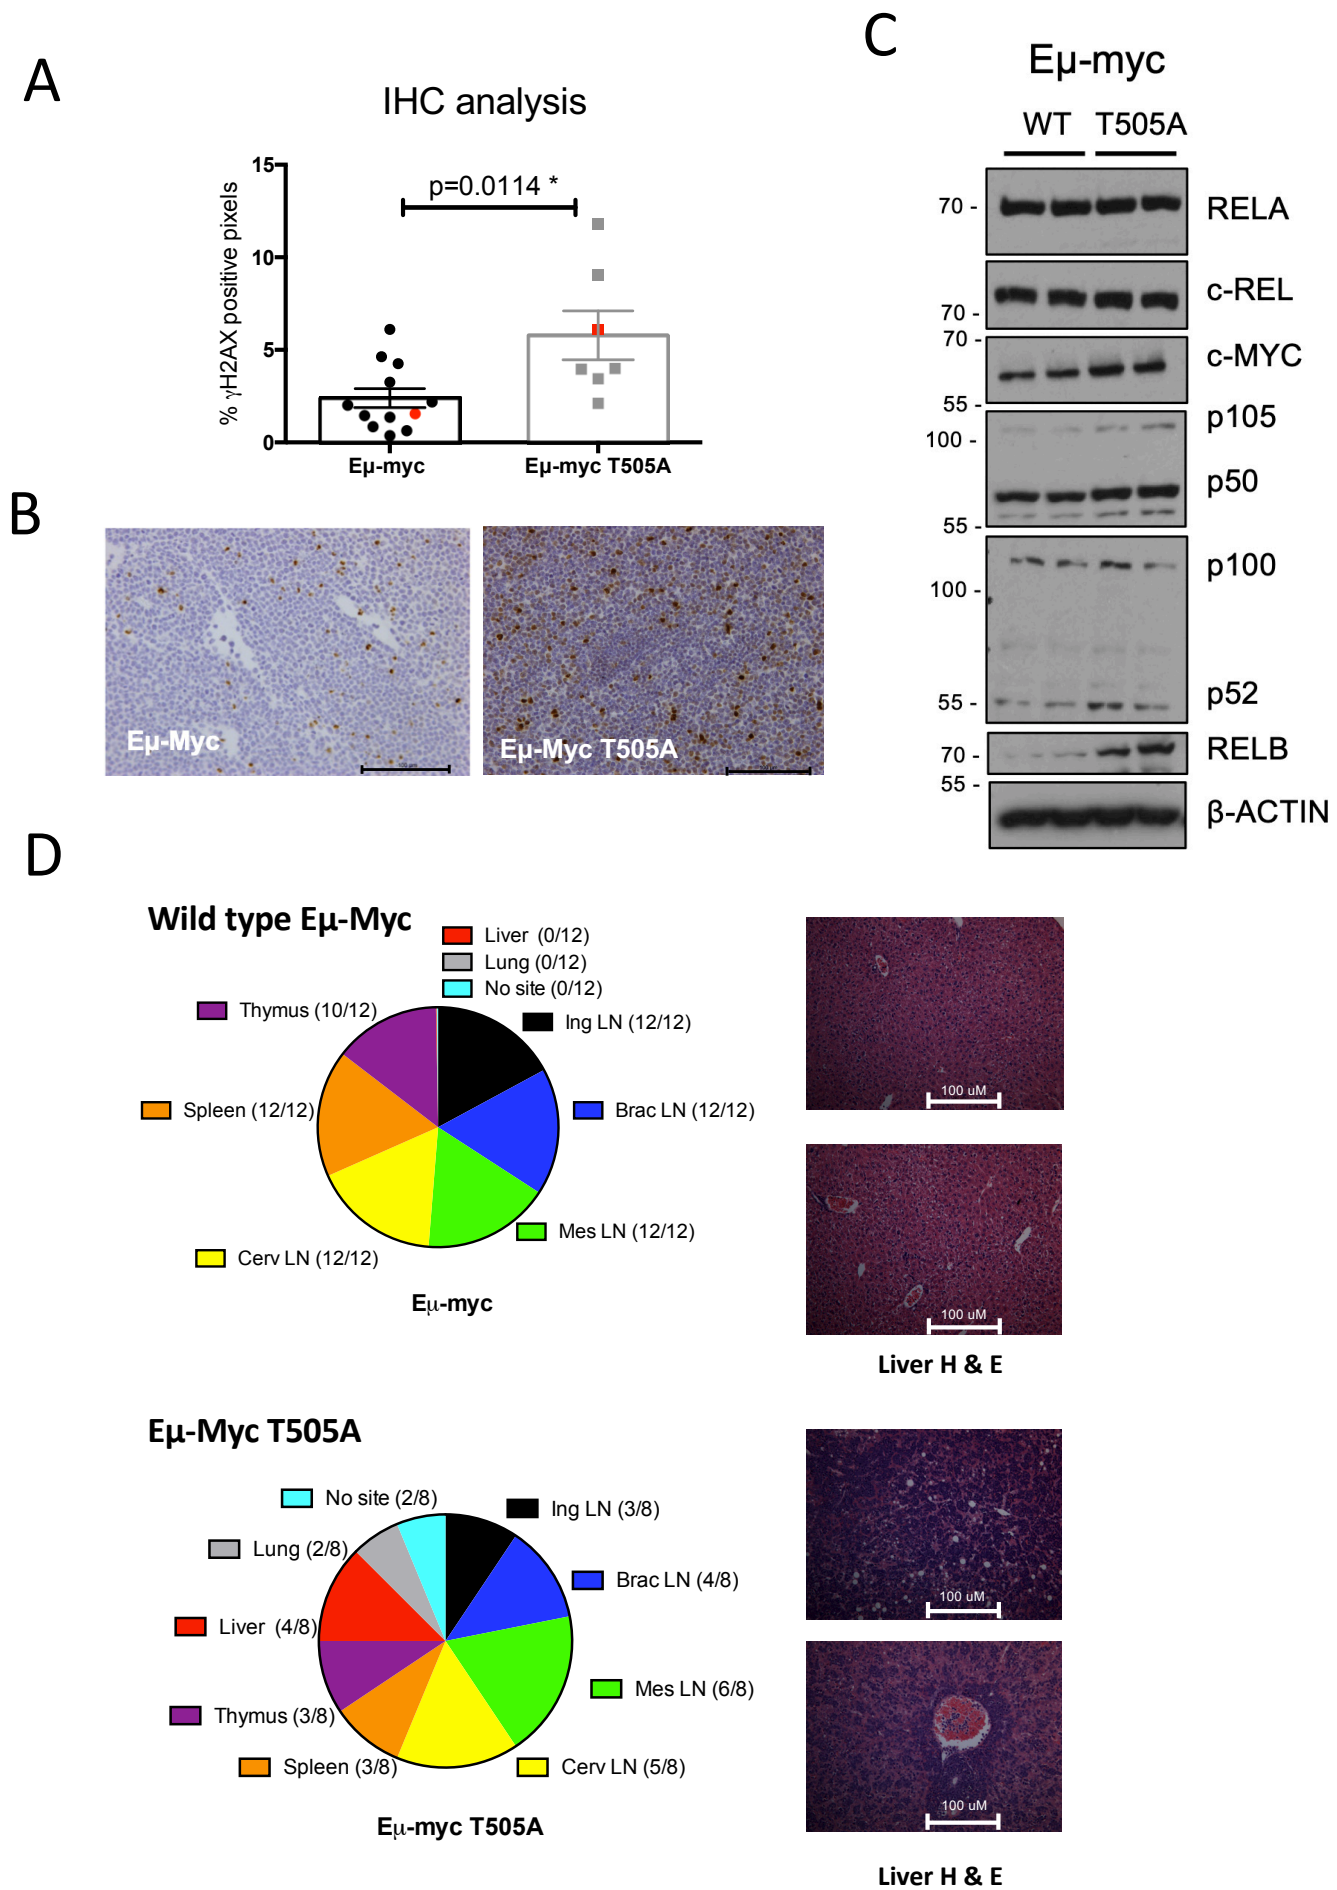 A
IHC analysis
15
10
5
0
% γH2AX positive pixels
p=0.0114 *
Eμ-myc
Eμ-myc T505A
B
Eμ-Myc
Eμ-Myc T505A
C
Eμ-myc
WT T505A
70 - RELA
c-REL
70 -
70 -
c-MYC
55 -
p105
100 -
p50
55 -
p100
100 -
p52
55 -
RELB
70 -
55 -
β-ACTIN
D
Wild type Eμ-Myc
Liver (0/12)
Lung (0/12)
No site (0/12)
Thymus (10/12)
Ing LN (12/12)
Spleen (12/12)
Brac LN (12/12)
Mes LN (12/12)
Cerv LN (12/12)
Eμ-myc
100 uM
100 uM
Liver H & E
Eμ-Myc T505A
No site (2/8)
Ing LN (3/8)
Lung (2/8)
Brac LN (4/8)
Liver (4/8)
Mes LN (6/8)
Thymus (3/8)
Spleen (3/8)
Cerv LN (5/8)
Eμ-myc T505A
100 uM
100 uM
Liver H & E